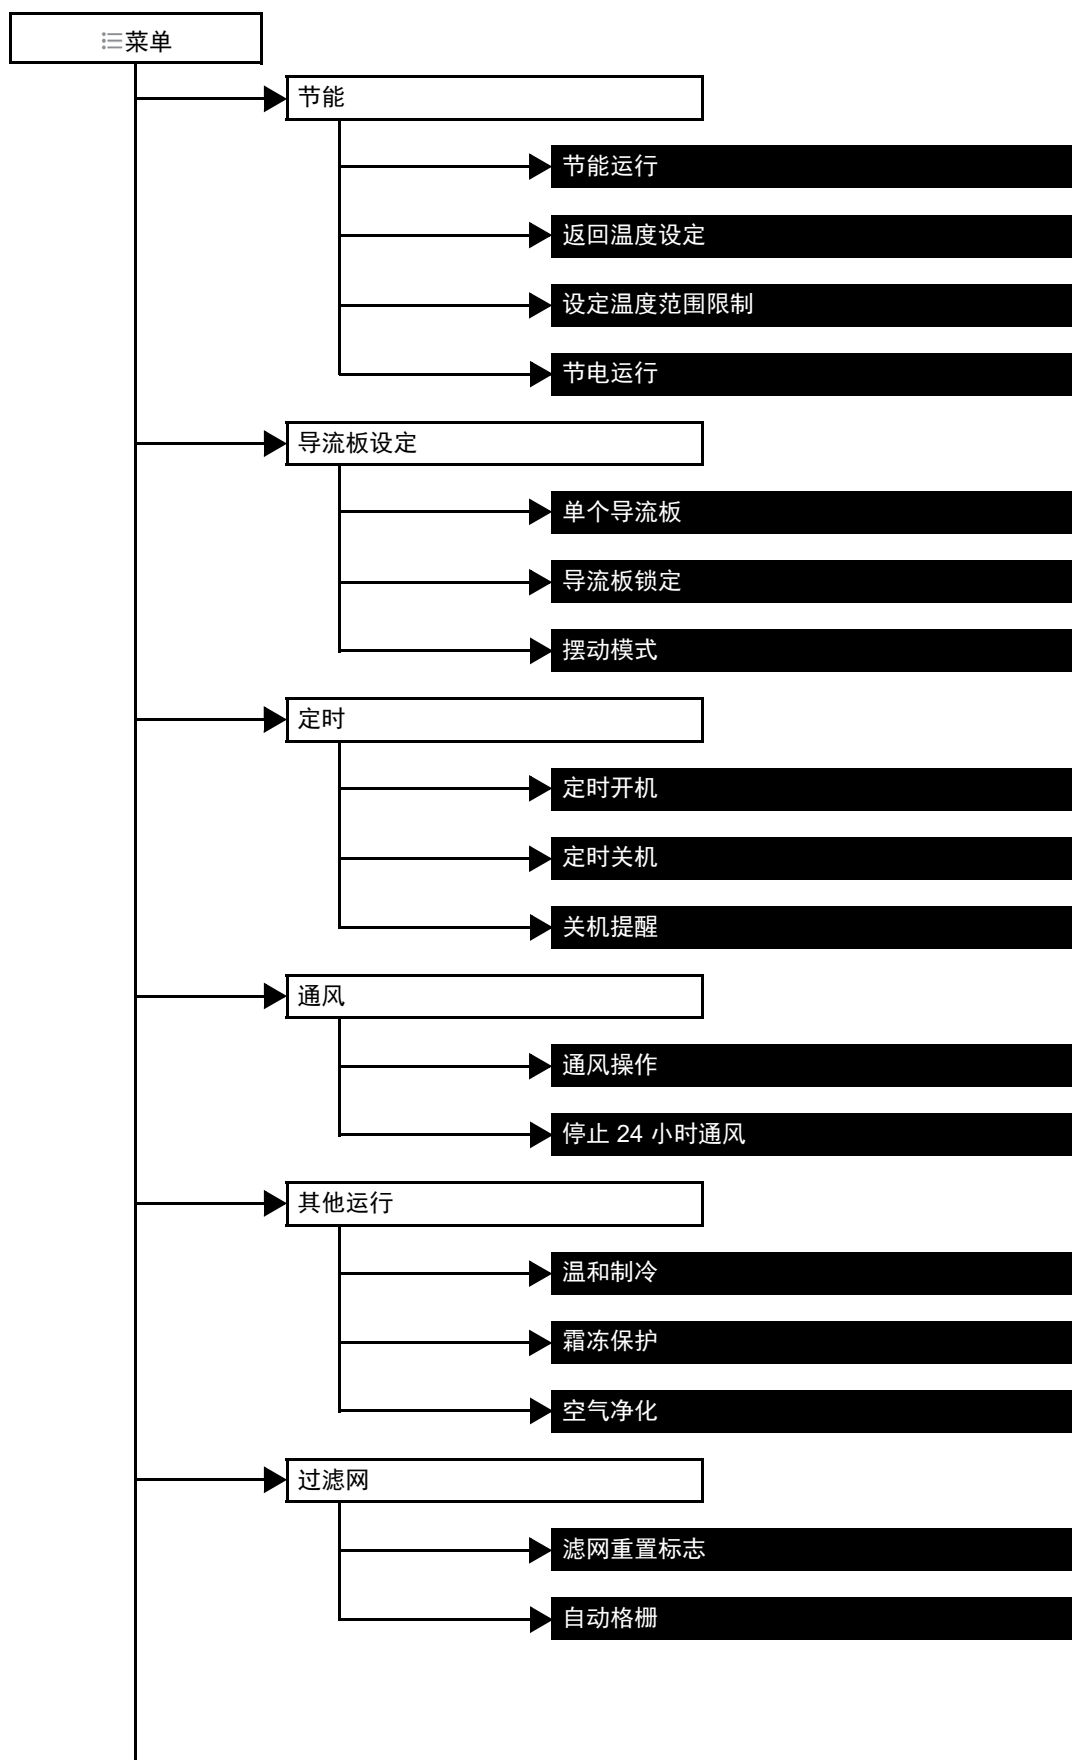 菜单
节能
节能运行
返回温度设定
设定温度范围限制
节电运行
导流板设定
单个导流板
导流板锁定
摆动模式
定时
定时开机
定时关机
关机提醒
通风
通风操作
停止 24 小时通风
其他运行
温和制冷
霜冻保护
空气净化
过滤网
滤网重置标志
自动格栅